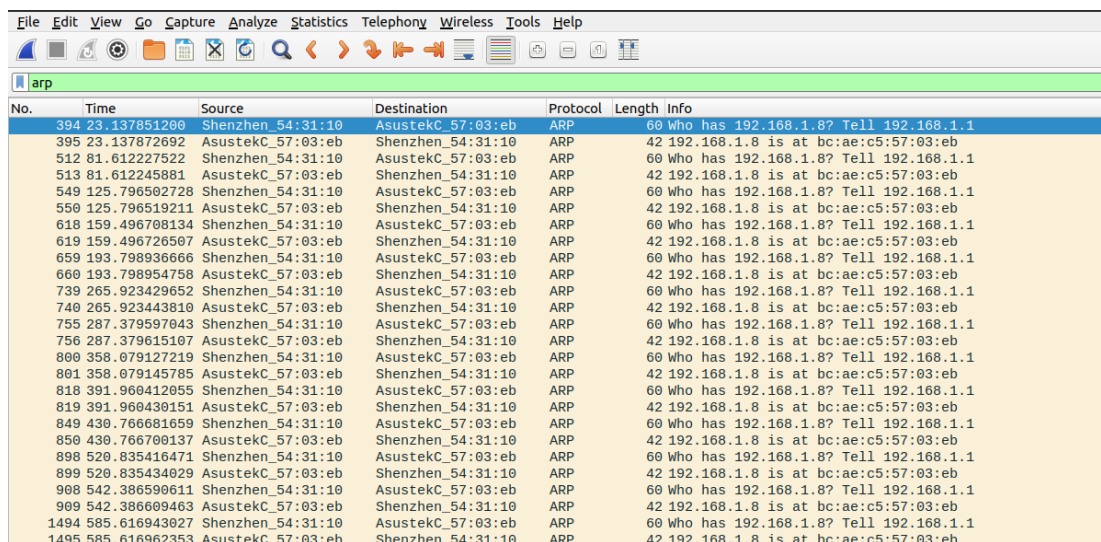 File Edit View Go Capture Analyze Statistics Telephony Wireless Tools Help
arp
No. Time Source Destination Protocol Length Info
394 23.137851200 Shenzhen_54:31:10 AsustekC_57:03:eb ARP 60 Who has 192.168.1.8? Tell 192.168.1.1
395 23.137872692 AsustekC_57:03:eb Shenzhen_54:31:10 ARP 42 192.168.1.8 is at bc:ae:c5:57:03:eb
512 81.612227522 Shenzhen_54:31:10 AsustekC_57:03:eb ARP 60 Who has 192.168.1.8? Tell 192.168.1.1
513 81.612245881 AsustekC_57:03:eb Shenzhen_54:31:10 ARP 42 192.168.1.8 is at bc:ae:c5:57:03:eb
549 125.796502728 Shenzhen_54:31:10 AsustekC_57:03:eb ARP 60 Who has 192.168.1.8? Tell 192.168.1.1
550 125.796519211 AsustekC_57:03:eb Shenzhen_54:31:10 ARP 42 192.168.1.8 is at bc:ae:c5:57:03:eb
618 159.496708134 Shenzhen_54:31:10 AsustekC_57:03:eb ARP 60 Who has 192.168.1.8? Tell 192.168.1.1
619 159.496726507 AsustekC_57:03:eb Shenzhen_54:31:10 ARP 42 192.168.1.8 is at bc:ae:c5:57:03:eb
659 193.798936666 Shenzhen_54:31:10 AsustekC_57:03:eb ARP 60 Who has 192.168.1.8? Tell 192.168.1.1
660 193.798954758 AsustekC_57:03:eb Shenzhen_54:31:10 ARP 42 192.168.1.8 is at bc:ae:c5:57:03:eb
739 265.923429652 Shenzhen_54:31:10 AsustekC_57:03:eb ARP 60 Who has 192.168.1.8? Tell 192.168.1.1
740 265.923443810 AsustekC_57:03:eb Shenzhen_54:31:10 ARP 42 192.168.1.8 is at bc:ae:c5:57:03:eb
755 287.379597043 Shenzhen_54:31:10 AsustekC_57:03:eb ARP 60 Who has 192.168.1.8? Tell 192.168.1.1
756 287.379615107 AsustekC_57:03:eb Shenzhen_54:31:10 ARP 42 192.168.1.8 is at bc:ae:c5:57:03:eb
800 358.079127219 Shenzhen_54:31:10 AsustekC_57:03:eb ARP 60 Who has 192.168.1.8? Tell 192.168.1.1
801 358.079145785 AsustekC_57:03:eb Shenzhen_54:31:10 ARP 42 192.168.1.8 is at bc:ae:c5:57:03:eb
818 391.960412055 Shenzhen_54:31:10 AsustekC_57:03:eb ARP 60 Who has 192.168.1.8? Tell 192.168.1.1
819 391.960430151 AsustekC_57:03:eb Shenzhen_54:31:10 ARP 42 192.168.1.8 is at bc:ae:c5:57:03:eb
849 430.766681659 Shenzhen_54:31:10 AsustekC_57:03:eb ARP 60 Who has 192.168.1.8? Tell 192.168.1.1
850 430.766700137 AsustekC_57:03:eb Shenzhen_54:31:10 ARP 42 192.168.1.8 is at bc:ae:c5:57:03:eb
898 520.835416471 Shenzhen_54:31:10 AsustekC_57:03:eb ARP 60 Who has 192.168.1.8? Tell 192.168.1.1
899 520.835434029 AsustekC_57:03:eb Shenzhen_54:31:10 ARP 42 192.168.1.8 is at bc:ae:c5:57:03:eb
908 542.386590611 Shenzhen_54:31:10 AsustekC_57:03:eb ARP 60 Who has 192.168.1.8? Tell 192.168.1.1
909 542.386609463 AsustekC_57:03:eb Shenzhen_54:31:10 ARP 42 192.168.1.8 is at bc:ae:c5:57:03:eb
1494 585.616943027 Shenzhen_54:31:10 AsustekC_57:03:eb ARP 60 Who has 192.168.1.8? Tell 192.168.1.1
1495 585.616962353 AsustekC_57:03:eb Shenzhen_54:31:10 ARP 42 192.168.1.8 is at bc:ae:c5:57:03:eb